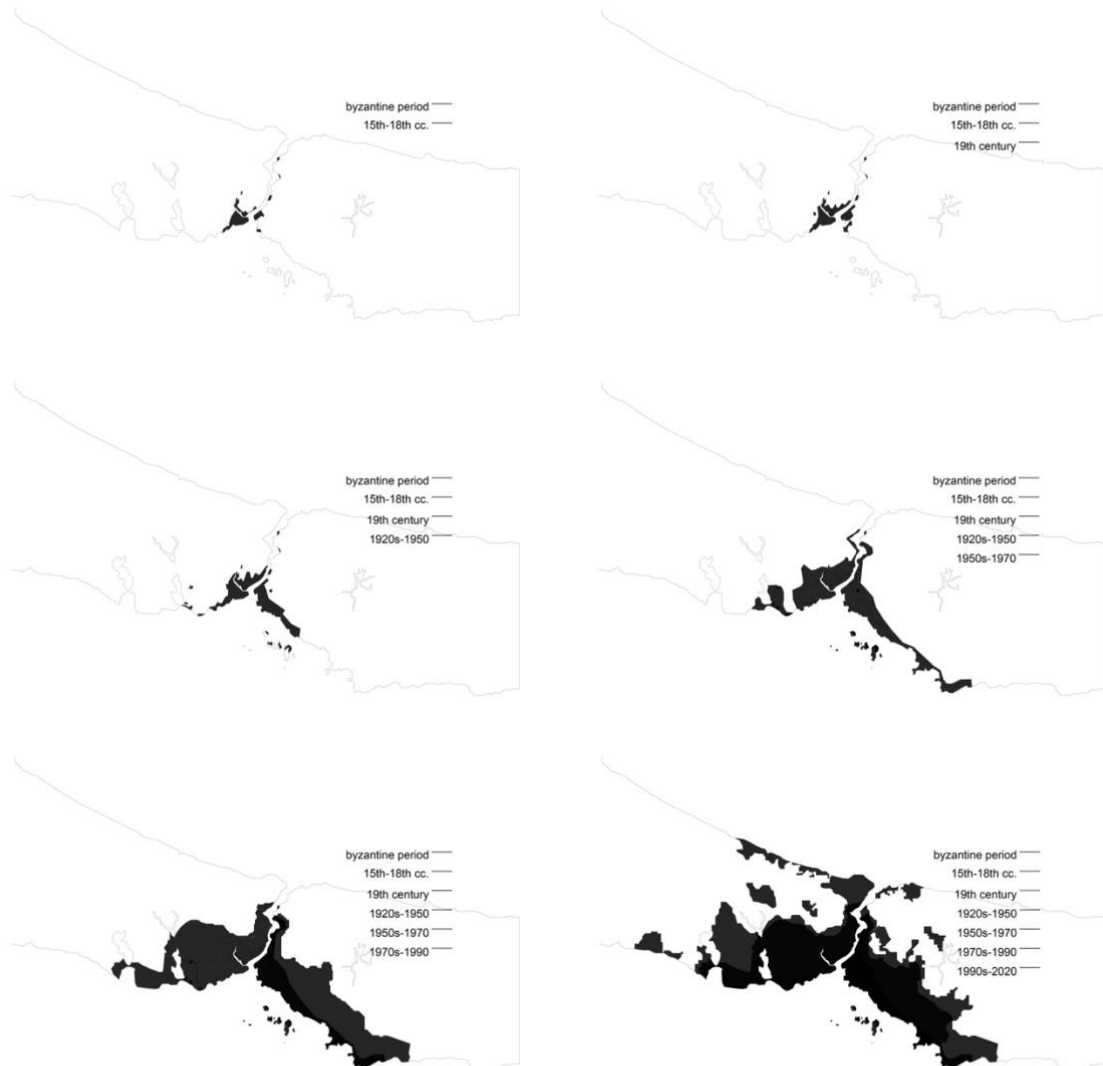 byzantine period
15th-18th cc.
byzantine period
15th-18th cc.
19th century
byzantine period
15th-18th cc.
19th century
1920s-1950
byzantine period
15th-18th cc.
19th century
1920s-1950
1950s-1970
byzantine period
15th-18th cc.
19th century
1920s-1950
1950s-1970
1970s-1990
byzantine period
15th-18th cc.
19th century
1920s-1950
1950s-1970
1970s-1990
1990s-2020